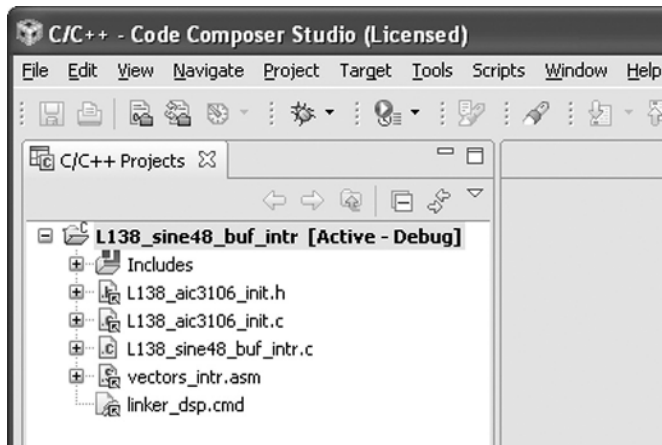 C/C++ - Code Composer Studio (Licensed)
File Edit View Navigate Project Target Tools Scripts Window Help
C/C++ Projects
L138_sine48_buf_intr [Active - Debug]
Includes
L138_aic3106_init.h
L138_aic3106_init.c
L138_sine48_buf_intr.c
vectors_intr.asm
linker_dsp.cmd